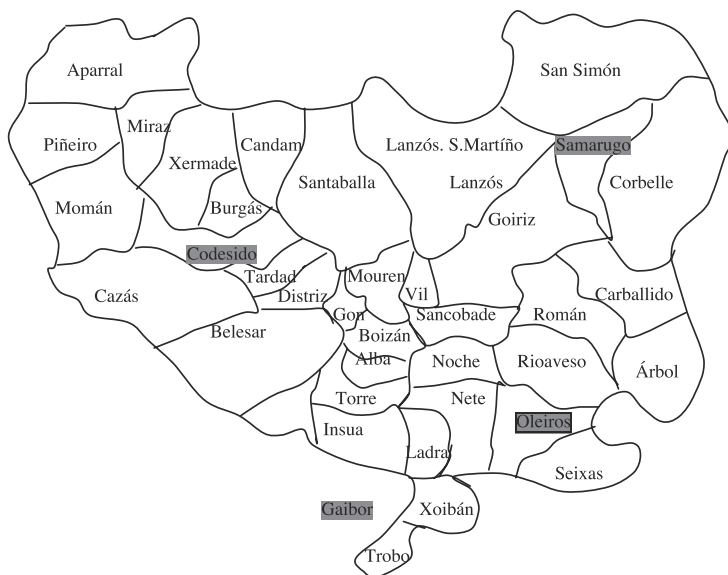 Aparral
San Simón
Miraz
Piñeiro
Candam
Lanzós. S.Martíño
Samarugo
Xermade
Santaballa
Lanzós
Corbelle
Momán
Burgás
Goiriz
Codesido
Tardad
Mouren
Cazás
Distriz
Vil
Carballido
Gon
Sancobade
Román
Belesar
Boizán
Alba
Noche
Rioaveso
Árbol
Torre
Nete
Insua
Oleiros
Ladra
Seixas
Gaibor
Xoibán
Trobo